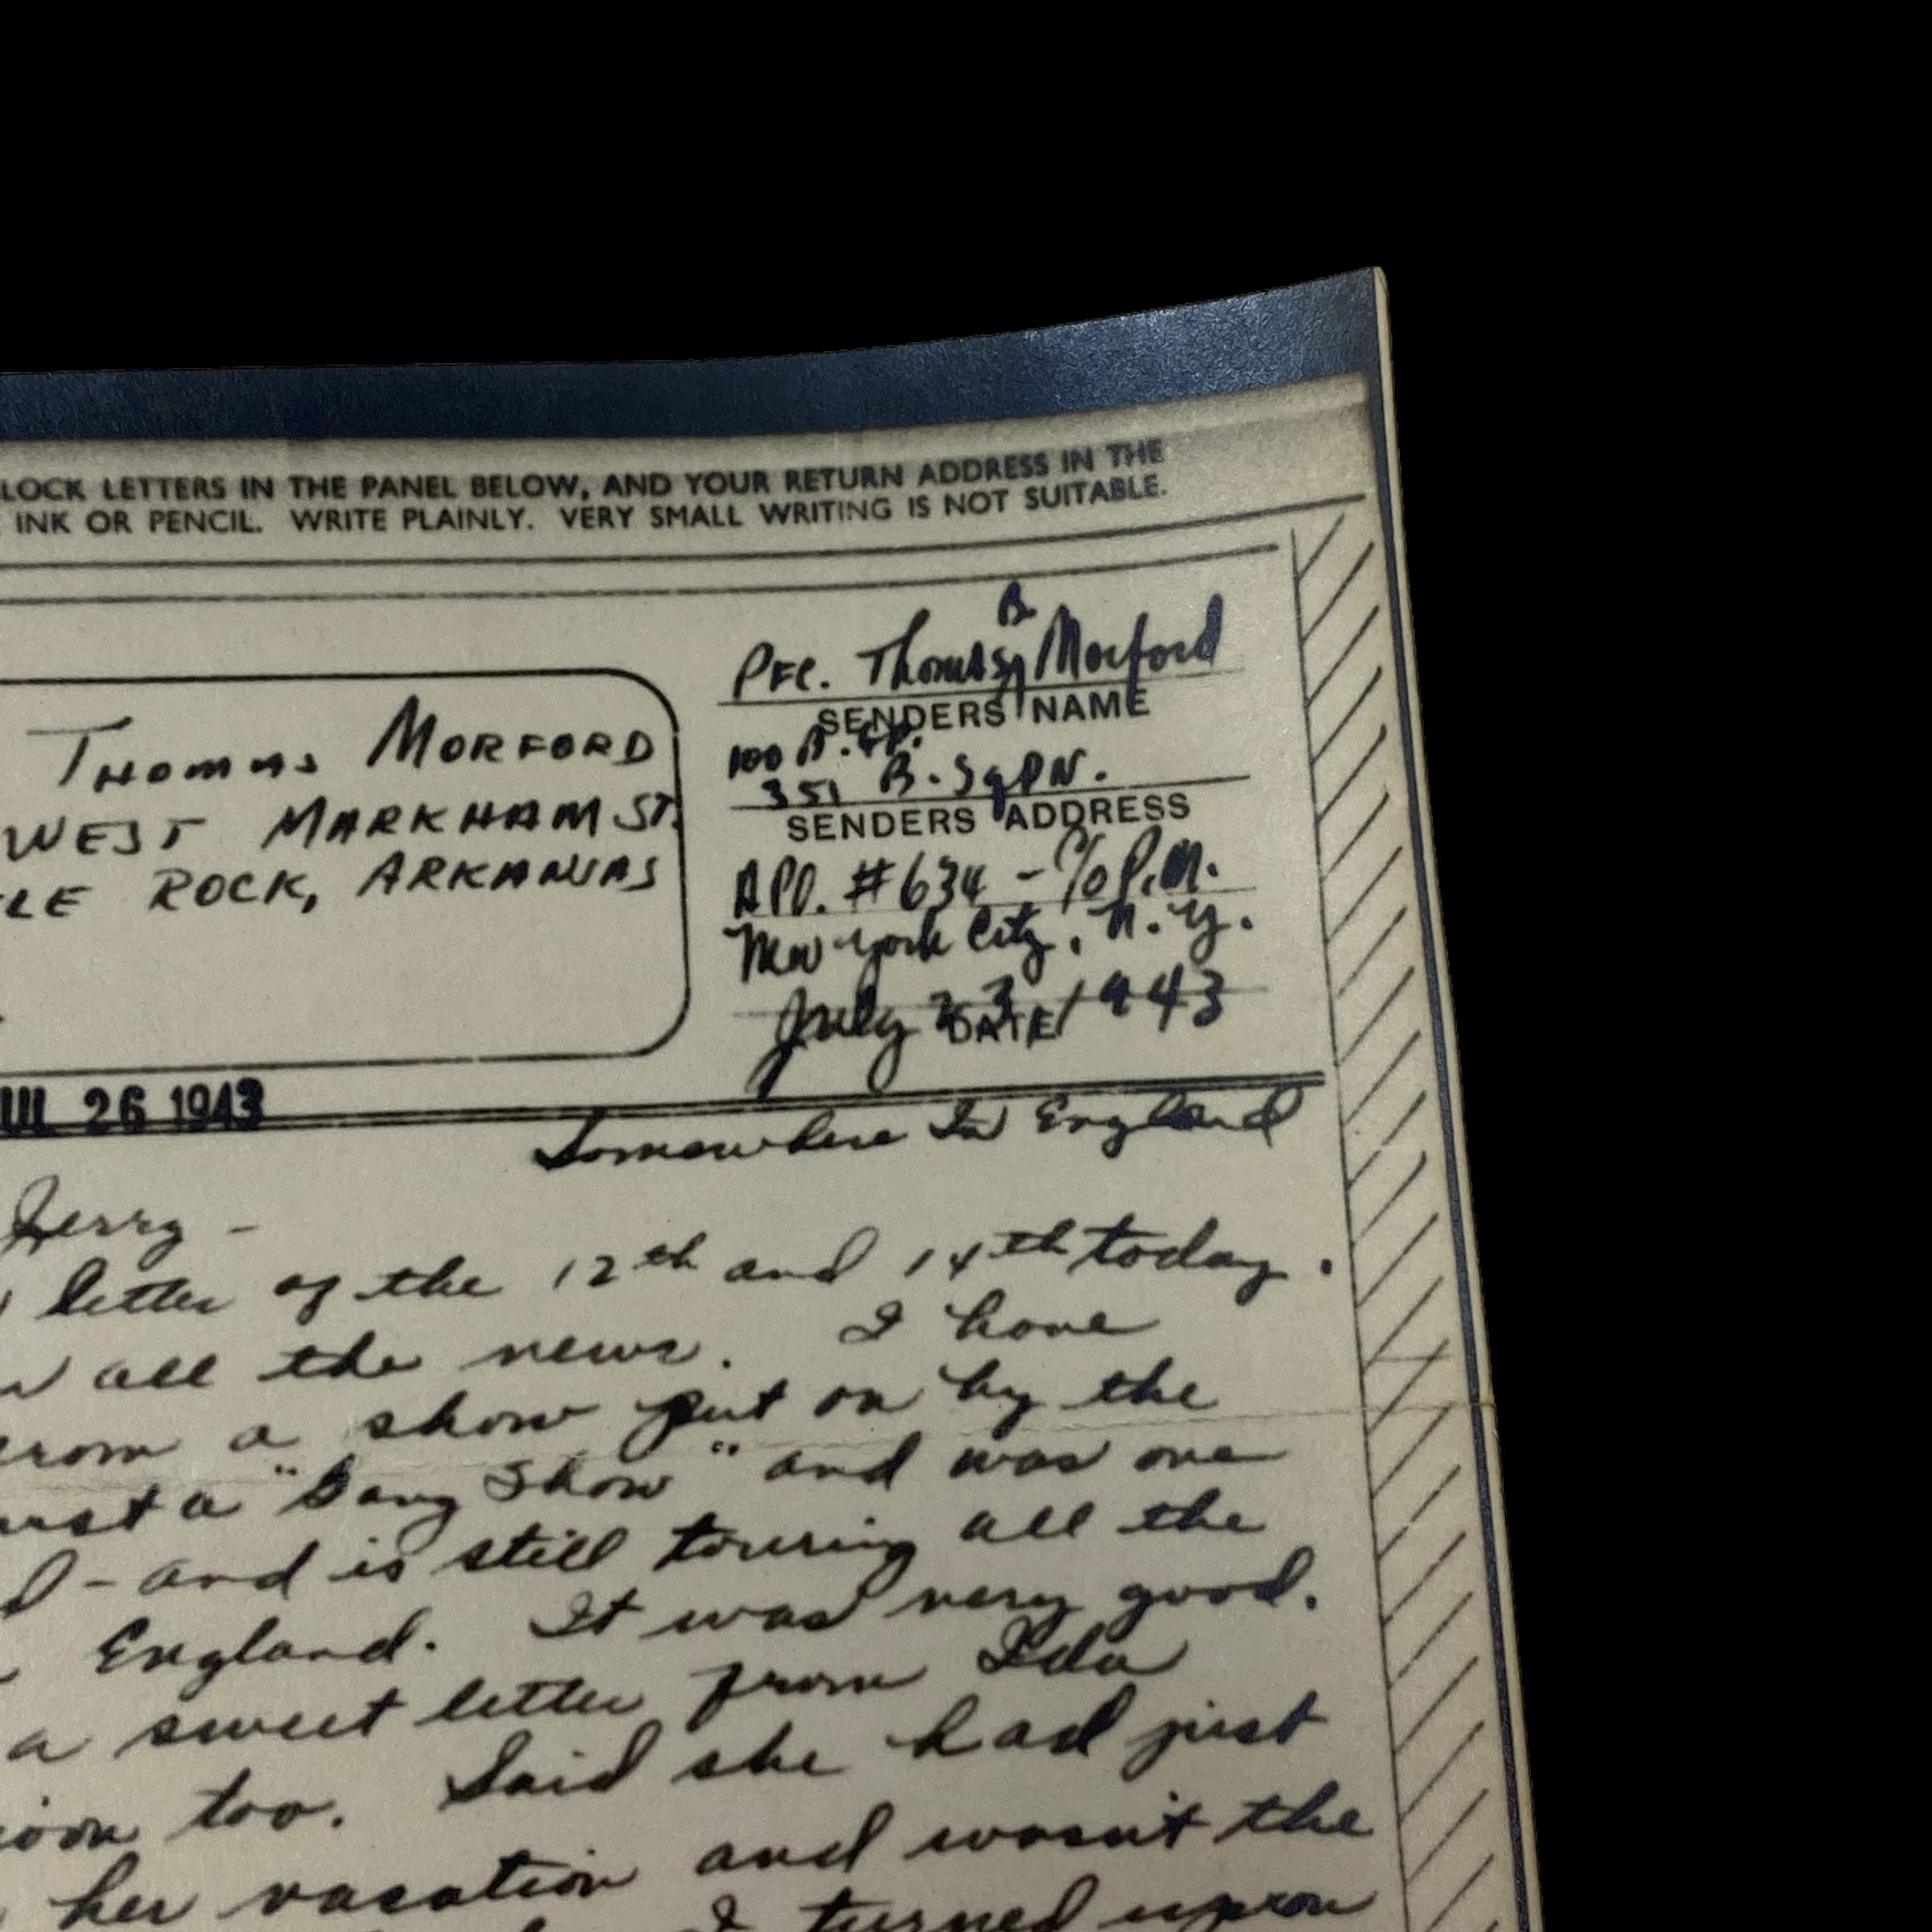 LOCK LETTERS IN THE PANEL BELOW, AND YOUR RETURN ADDRESS IN THE
INK OR PENCIL. WRITE PLAINLY. VERY SMALL WRITING IS NOT SUITABLE.
THOMAS MORFORD
WEST MARKHAM ST.
LE ROCK, ARKANSAS
PFC. Thomas B Morford
SENDERS NAME
100 B. GP.
351 B. SqDN.
SENDERS ADDRESS
APO. #634 - c/o P.M.
New York City, N.Y.
July 23 1943
DATE
UL 26 1943
Somewhere In England
Jerry -
letter of the 12th and 14th today.
all the news. I have
from a show put on by the
a "Gang Show" and was one
d - and is still touring all the
England. It was very good.
a sweet letter from Ida
too. Said she had just
her vacation and wasn't the
I turned upon